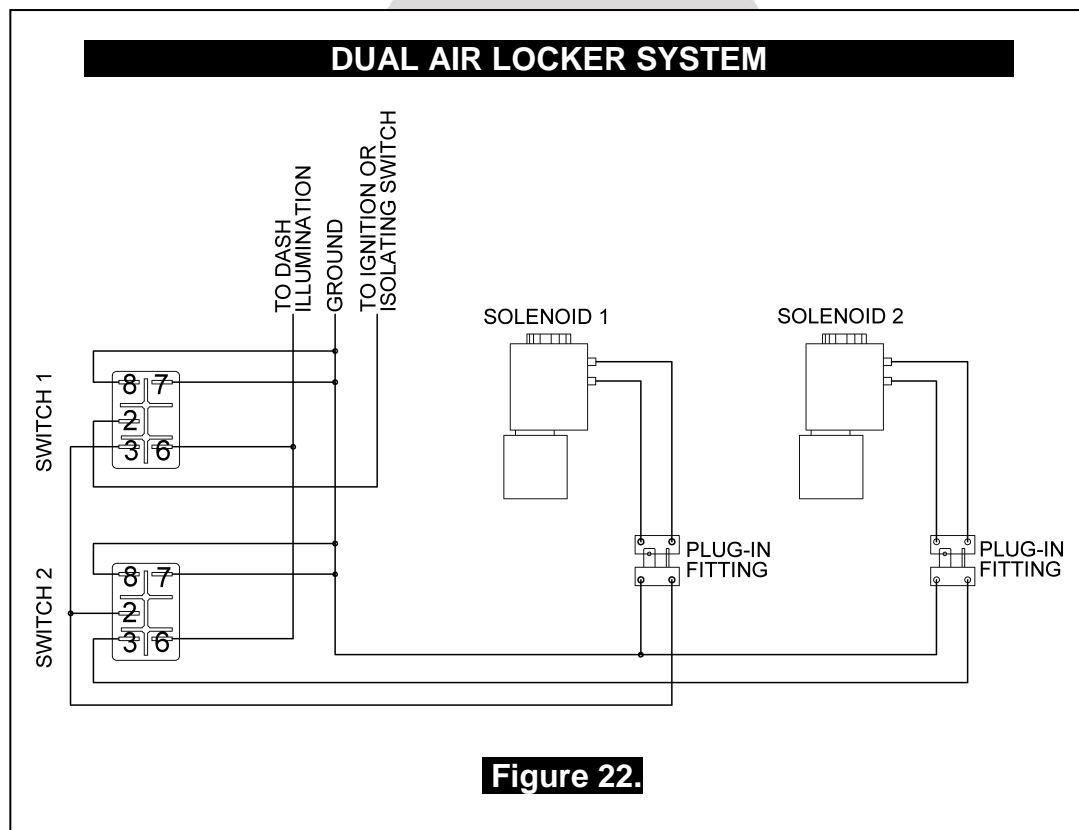 DUAL AIR LOCKER SYSTEM
TO DASH
ILLUMINATION
GROUND
TO IGNITION OR
ISOLATING SWITCH
SOLENOID 1
SOLENOID 2
SWITCH 1
8 7
2
3 6
SWITCH 2
8 7
2
3 6
PLUG-IN
FITTING
PLUG-IN
FITTING
Figure 22.